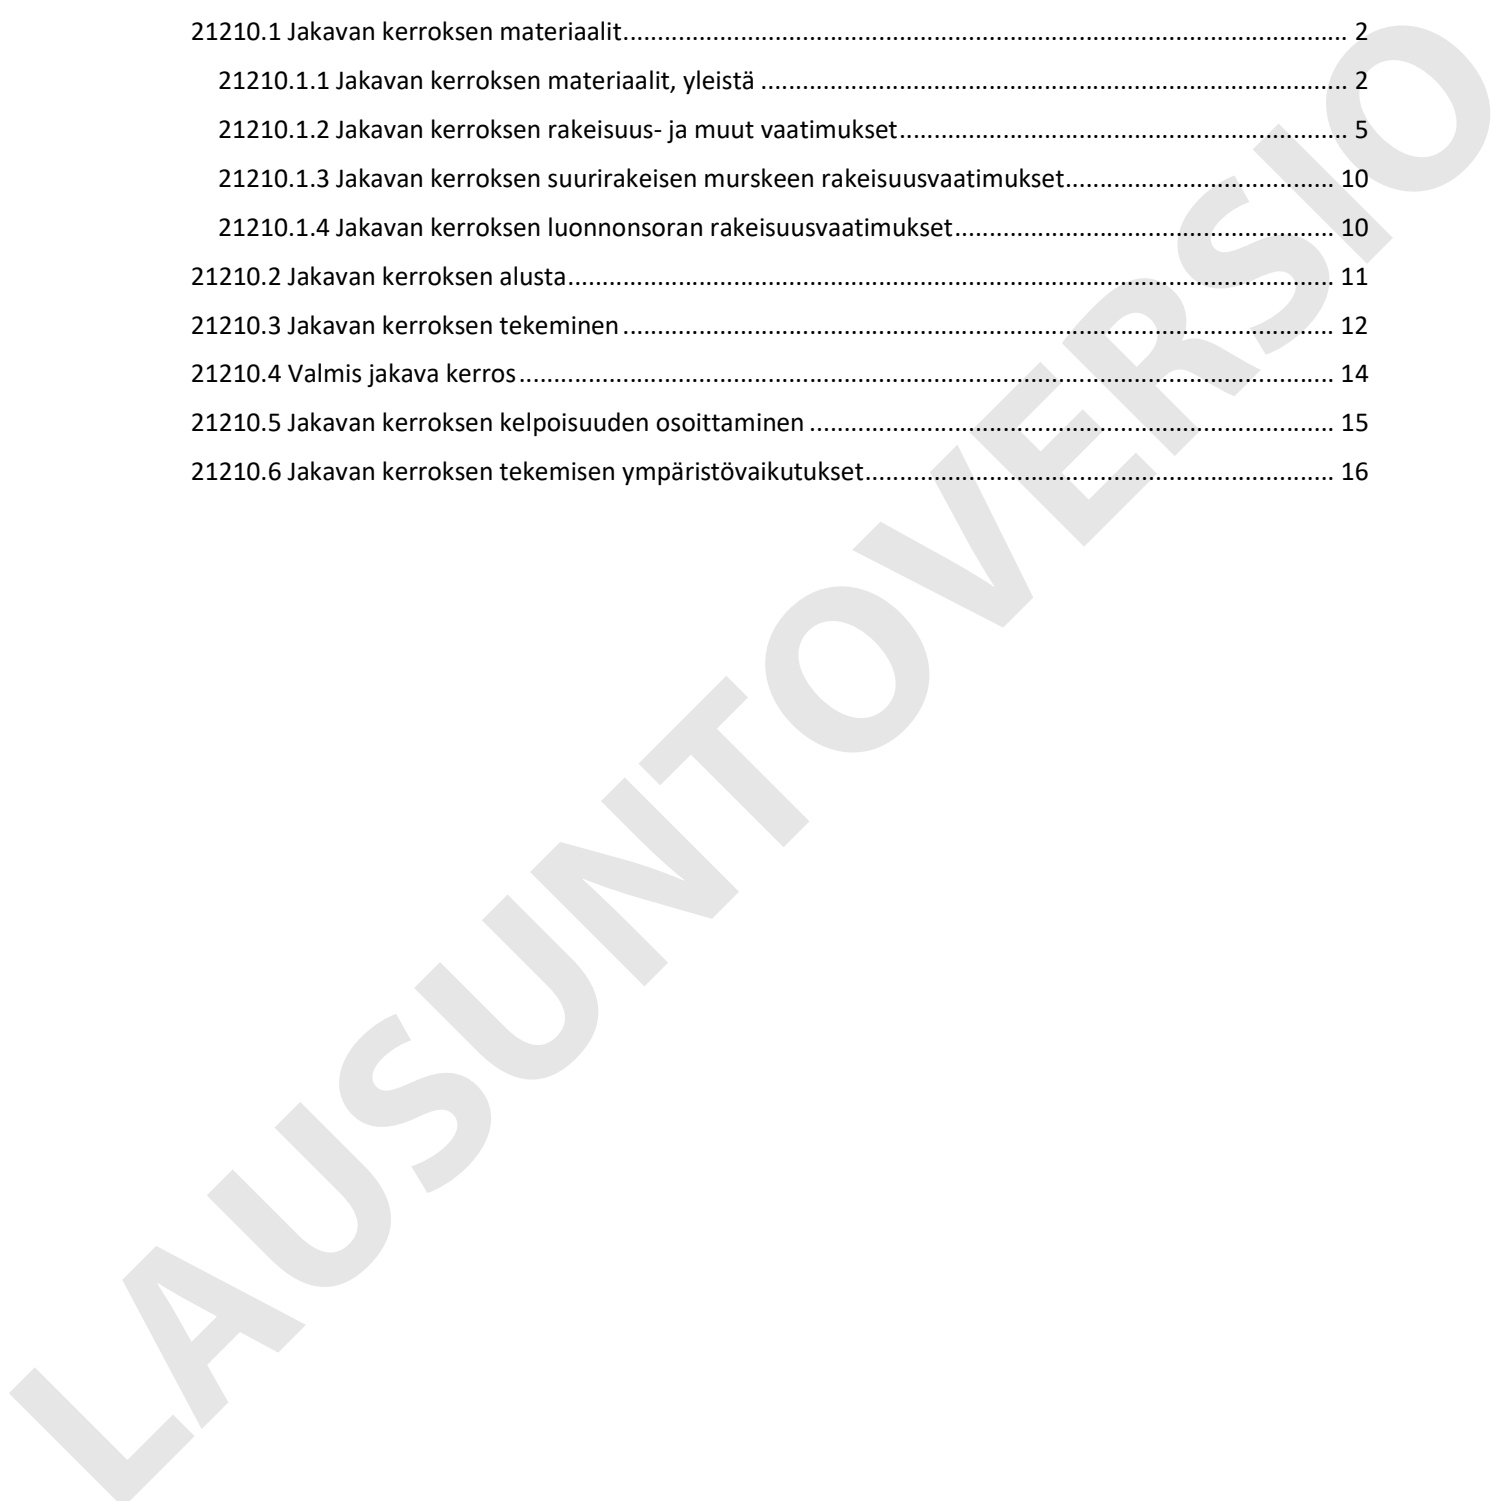 21210.1 Jakavan kerroksen materiaalit........ 2
21210.1.1 Jakavan kerroksen materiaalit, yleistä ........ 2
21210.1.2 Jakavan kerroksen rakeisuus- ja muut vaatimukset........ 5
21210.1.3 Jakavan kerroksen suurirakeisen murskeen rakeisuusvaatimukset........ 10
21210.1.4 Jakavan kerroksen luonnonsoran rakeisuusvaatimukset........ 10
21210.2 Jakavan kerroksen alusta........ 11
21210.3 Jakavan kerroksen tekeminen ........ 12
21210.4 Valmis jakava kerros........ 14
21210.5 Jakavan kerroksen kelpoisuuden osoittaminen ........ 15
21210.6 Jakavan kerroksen tekemisen ympäristövaikutukset........ 16
LAUSUNTOVERSIO